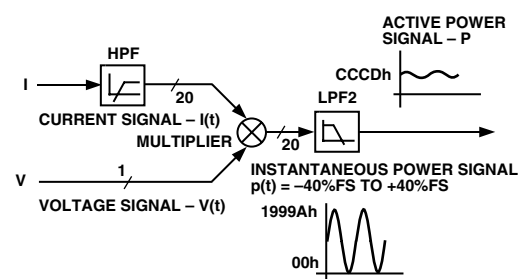 ACTIVE POWER
SIGNAL – P
HPF
CCCDh
I
20
LPF2
CURRENT SIGNAL – I(t)
MULTIPLIER
20
1
INSTANTANEOUS POWER SIGNAL
V
p(t) = –40%FS TO +40%FS
VOLTAGE SIGNAL – V(t)
1999Ah
00h